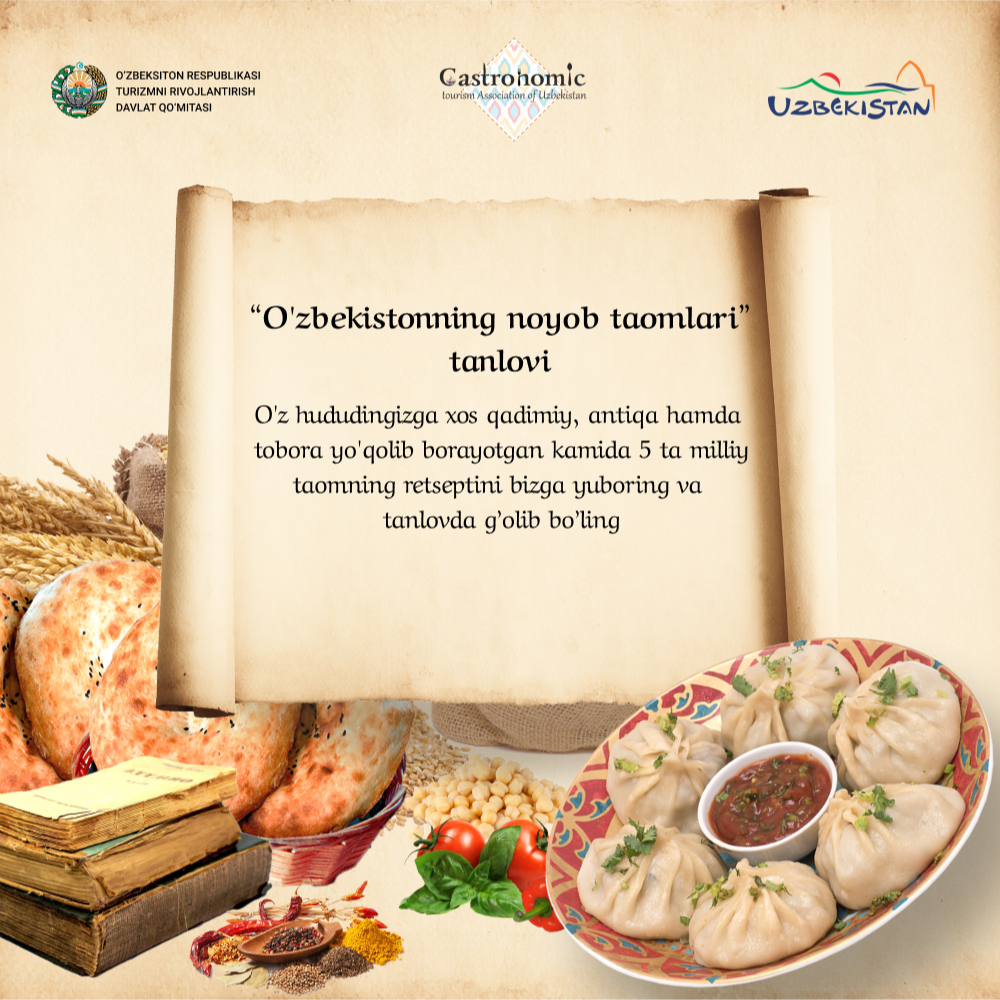 O'ZBEKSITON RESPUBLIKASI
TURIZMNI RIVOJLANTIRISH
DAVLAT QO'MITASI
Gastronomic
tourism Association of Uzbekistan
UZBEKISTAN
“O'zbekistonning noyob taomlari”
tanlovi
O'z hududingizga xos qadimiy, antiqa hamda
tobora yo'qolib borayotgan kamida 5 ta milliy
taomning retseptini bizga yuboring va
tanlovda g’olib bo’ling